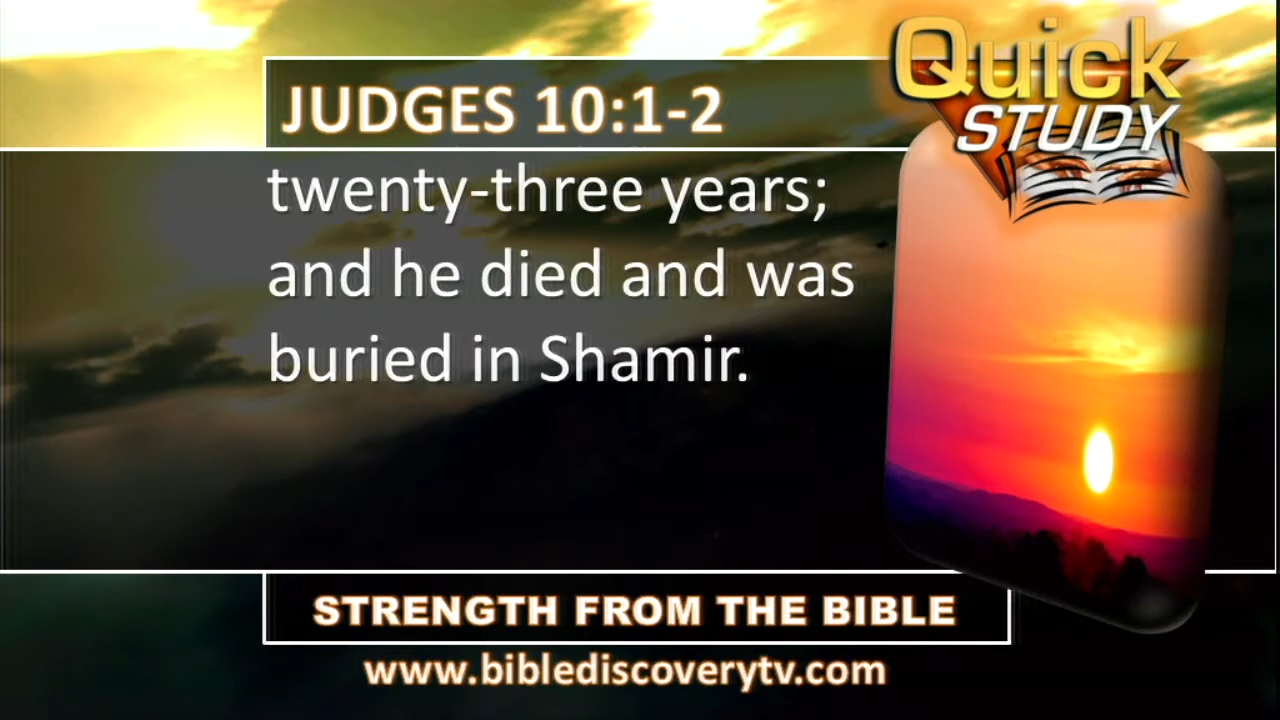 Quick
STUDY
JUDGES 10:1-2
twenty-three years;
and he died and was
buried in Shamir.
STRENGTH FROM THE BIBLE
www.biblediscoverytv.com